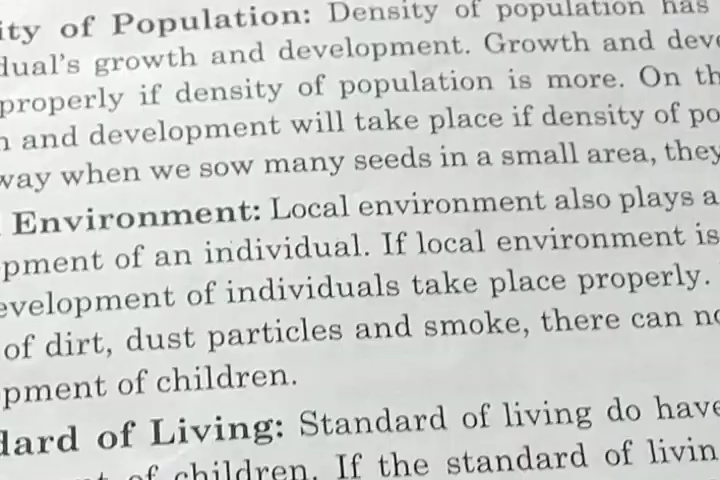 ity of Population: Density of population has
dual's growth and development. Growth and deve
properly if density of population is more. On th
n and development will take place if density of po
way when we sow many seeds in a small area, they
Environment: Local environment also plays a
pment of an individual. If local environment is
evelopment of individuals take place properly.
of dirt, dust particles and smoke, there can no
pment of children.
dard of Living: Standard of living do have
of children. If the standard of livin